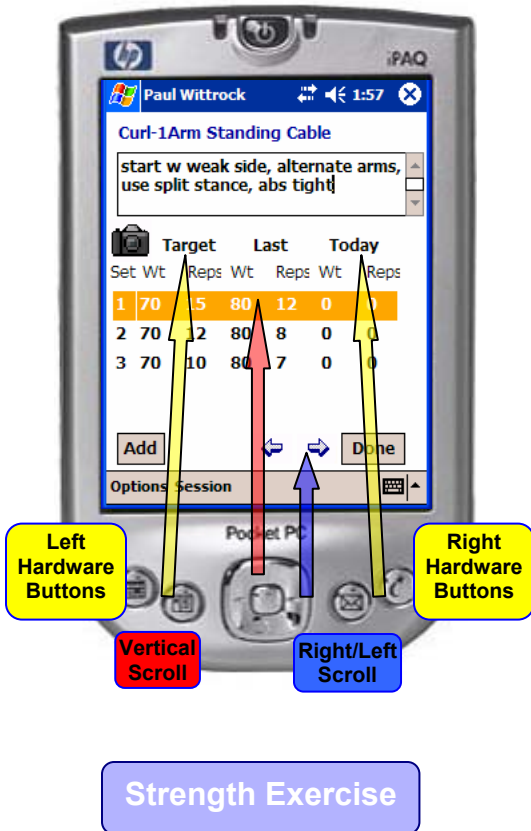 hp
iPAQ
Paul Wittrock 1:57
Curl-1Arm Standing Cable
start w weak side, alternate arms,
use split stance, abs tight
Target Last Today
Set Wt Reps Wt Reps Wt Reps
1 70 15 80 12 0 0
2 70 12 80 8 0 0
3 70 10 80 7 0 0
Add Done
Options Session
Pocket PC
Left
Hardware
Buttons
Right
Hardware
Buttons
Vertical
Scroll
Right/Left
Scroll
Strength Exercise